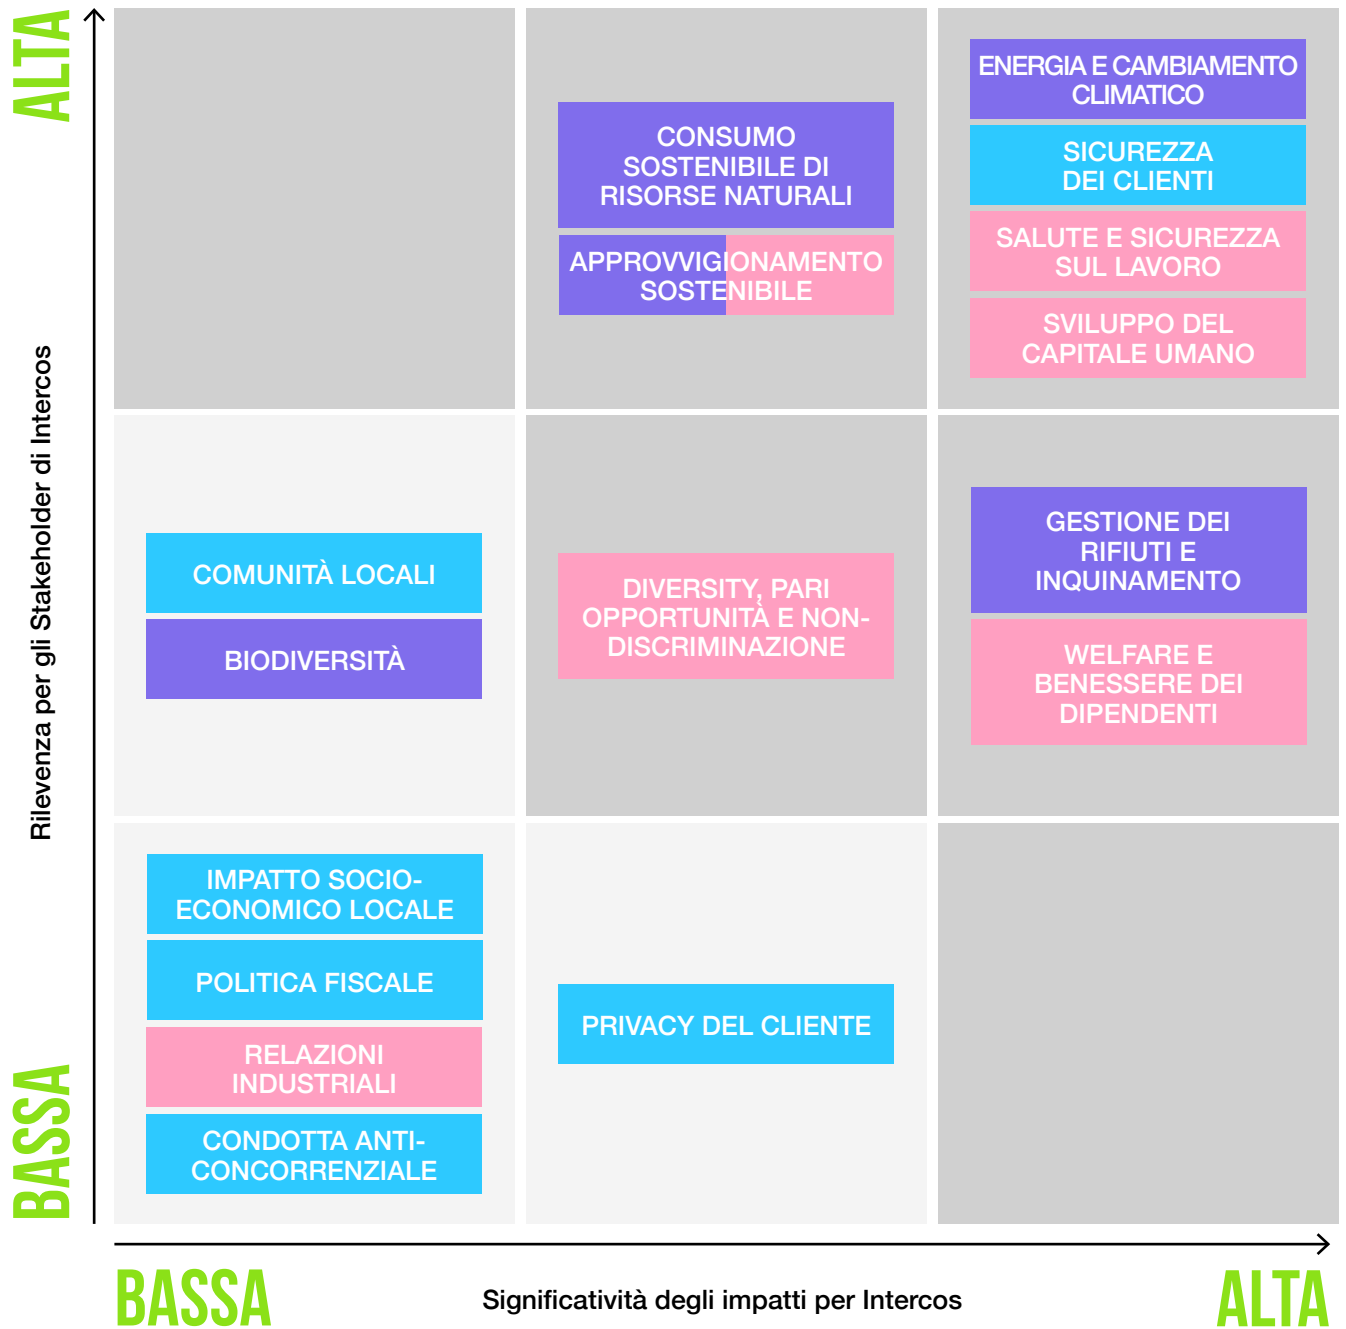 ALTA
Rilevenza per gli Stakeholder di Intercos
BASSA
CONSUMO
SOSTENIBILE DI
RISORSE NATURALI
APPROVVIGIONAMENTO
SOSTENIBILE
ENERGIA E CAMBIAMENTO
CLIMATICO
SICUREZZA
DEI CLIENTI
SALUTE E SICUREZZA
SUL LAVORO
SVILUPPO DEL
CAPITALE UMANO
COMUNITÀ LOCALI
BIODIVERSITÀ
DIVERSITY, PARI
OPPORTUNITÀ E NON-
DISCRIMINAZIONE
GESTIONE DEI
RIFIUTI E
INQUINAMENTO
WELFARE E
BENESSERE DEI
DIPENDENTI
IMPATTO SOCIO-
ECONOMICO LOCALE
POLITICA FISCALE
RELAZIONI
INDUSTRIALI
CONDOTTA ANTI-
CONCORRENZIALE
PRIVACY DEL CLIENTE
BASSA
Significatività degli impatti per Intercos
ALTA